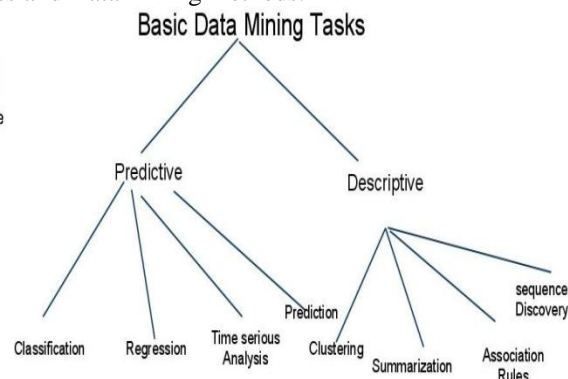 Basic Data Mining Tasks
Predictive
Descriptive
Classification
Regression
Time serious
Analysis
Prediction
Clustering
Summarization
Association
Rules
sequence
Discovery